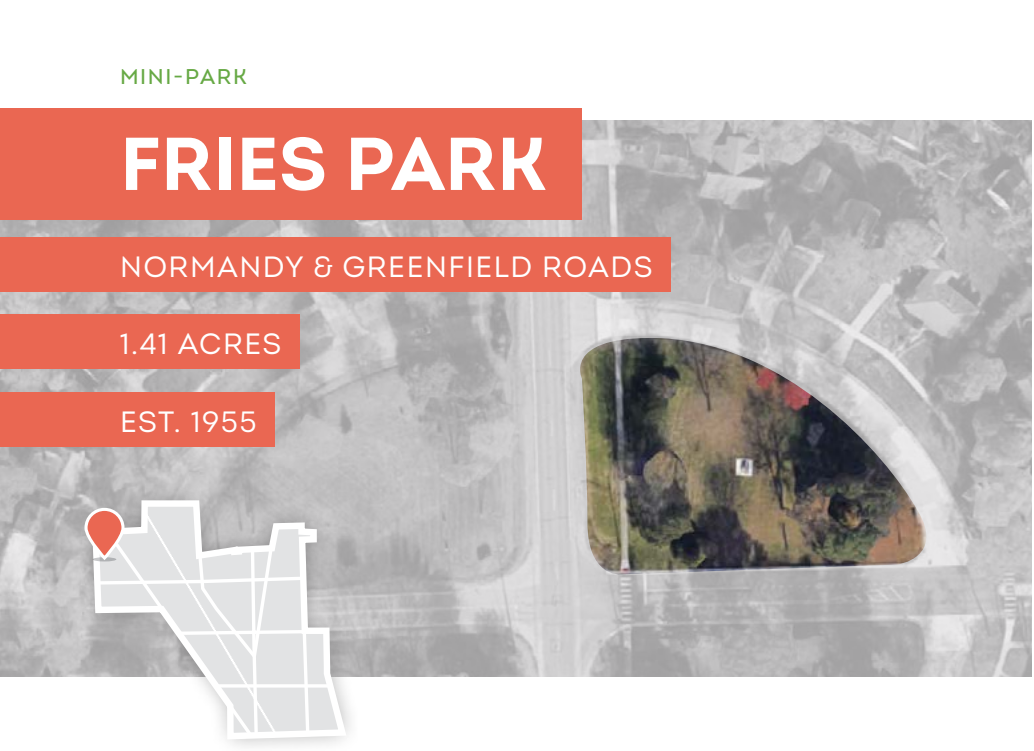 MINI-PARK
FRIES PARK
NORMANDY & GREENFIELD ROADS
1.41 ACRES
EST. 1955